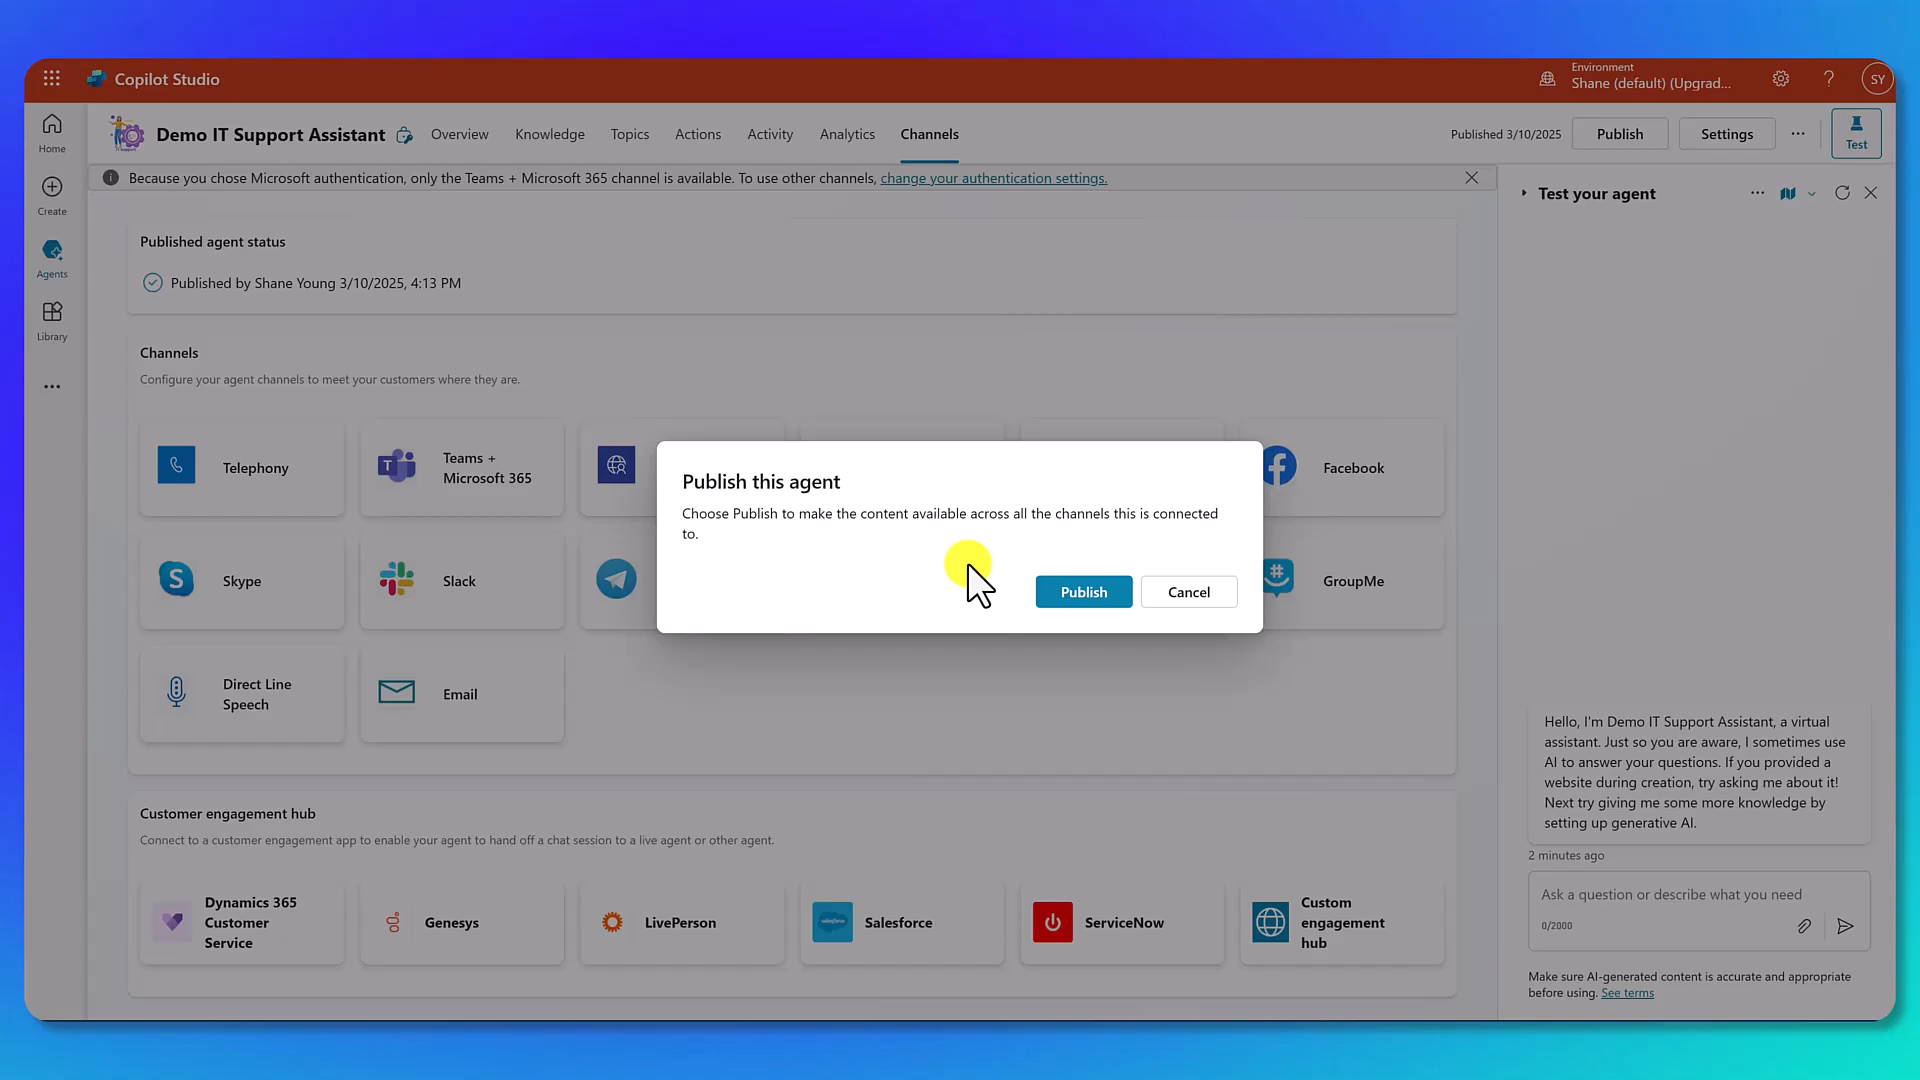 Copilot Studio
Environment
Shane (default) (Upgrad...
?
SY
Home
Create
Agents
Library
Demo IT Support Assistant
Overview
Knowledge
Topics
Actions
Activity
Analytics
Channels
Published 3/10/2025
Publish
Settings
...
Test
Because you chose Microsoft authentication, only the Teams + Microsoft 365 channel is available. To use other channels, change your authentication settings.
Published agent status
Published by Shane Young 3/10/2025, 4:13 PM
Channels
Configure your agent channels to meet your customers where they are.
Telephony
Teams +
Microsoft 365
Facebook
Skype
Slack
GroupMe
Direct Line
Speech
Email
Publish this agent
Choose Publish to make the content available across all the channels this is connected
to.
Publish
Cancel
Customer engagement hub
Connect to a customer engagement app to enable your agent to hand off a chat session to a live agent or other agent.
Dynamics 365
Customer
Service
Genesys
LivePerson
salesforce
Salesforce
ServiceNow
Custom
engagement
hub
Test your agent
Hello, I'm Demo IT Support Assistant, a virtual
assistant. Just so you are aware, I sometimes use
AI to answer your questions. If you provided a
website during creation, try asking me about it!
Next try giving me some more knowledge by
setting up generative AI.
2 minutes ago
Ask a question or describe what you need
0/2000
Make sure AI-generated content is accurate and appropriate
before using. See terms